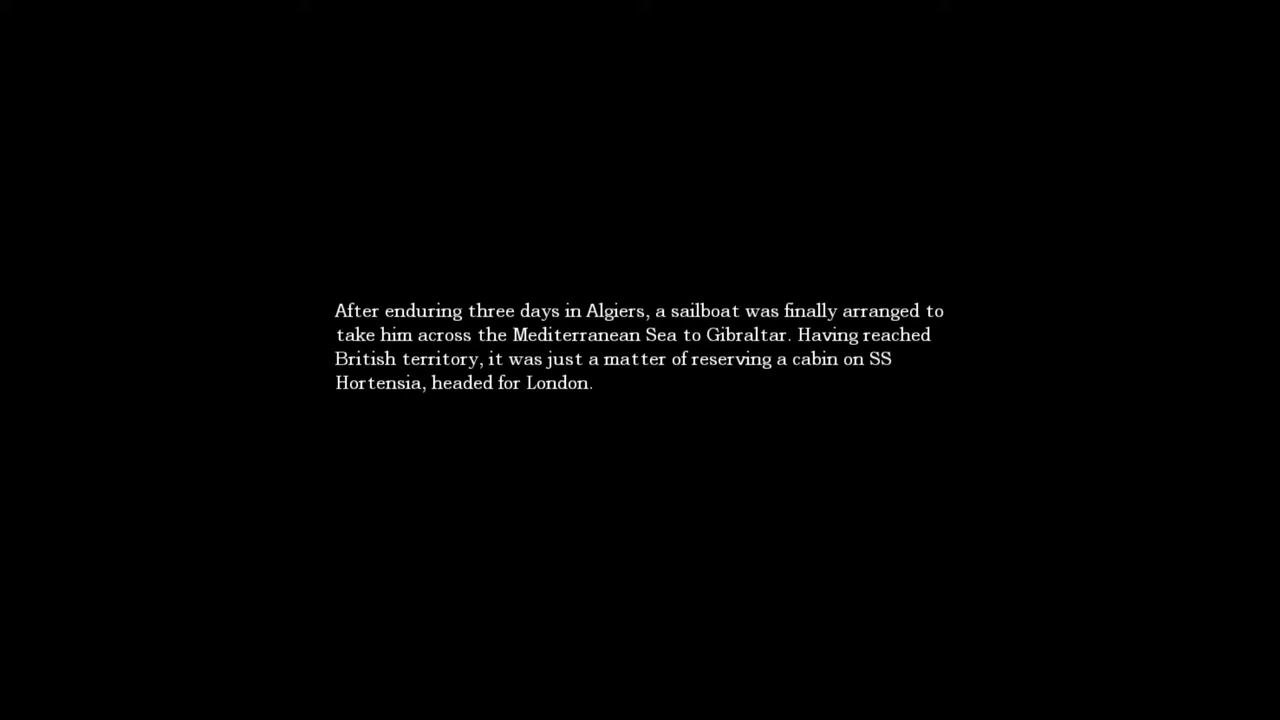 After enduring three days in Algiers, a sailboat was finally arranged to
take him across the Mediterranean Sea to Gibraltar. Having reached
British territory, it was just a matter of reserving a cabin on SS
Hortensia, headed for London.